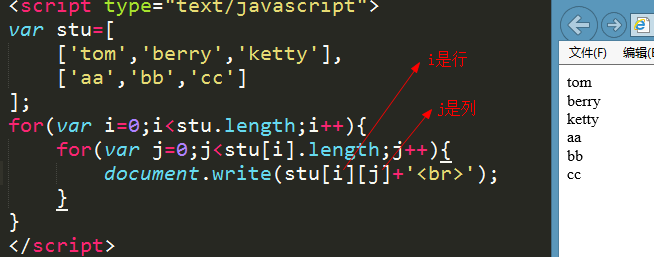 <script type="text/javascript">
var stu=[
    ['tom','berry','ketty'],
    ['aa','bb','cc']
];
for(var i=0;i<stu.length;i++){
    for(var j=0;j<stu[i].length;j++){
        document.write(stu[i][j]+'<br>');
    }
}
</script>
i是行
j是列
文件(F) 编辑(E
tom
berry
ketty
aa
bb
cc